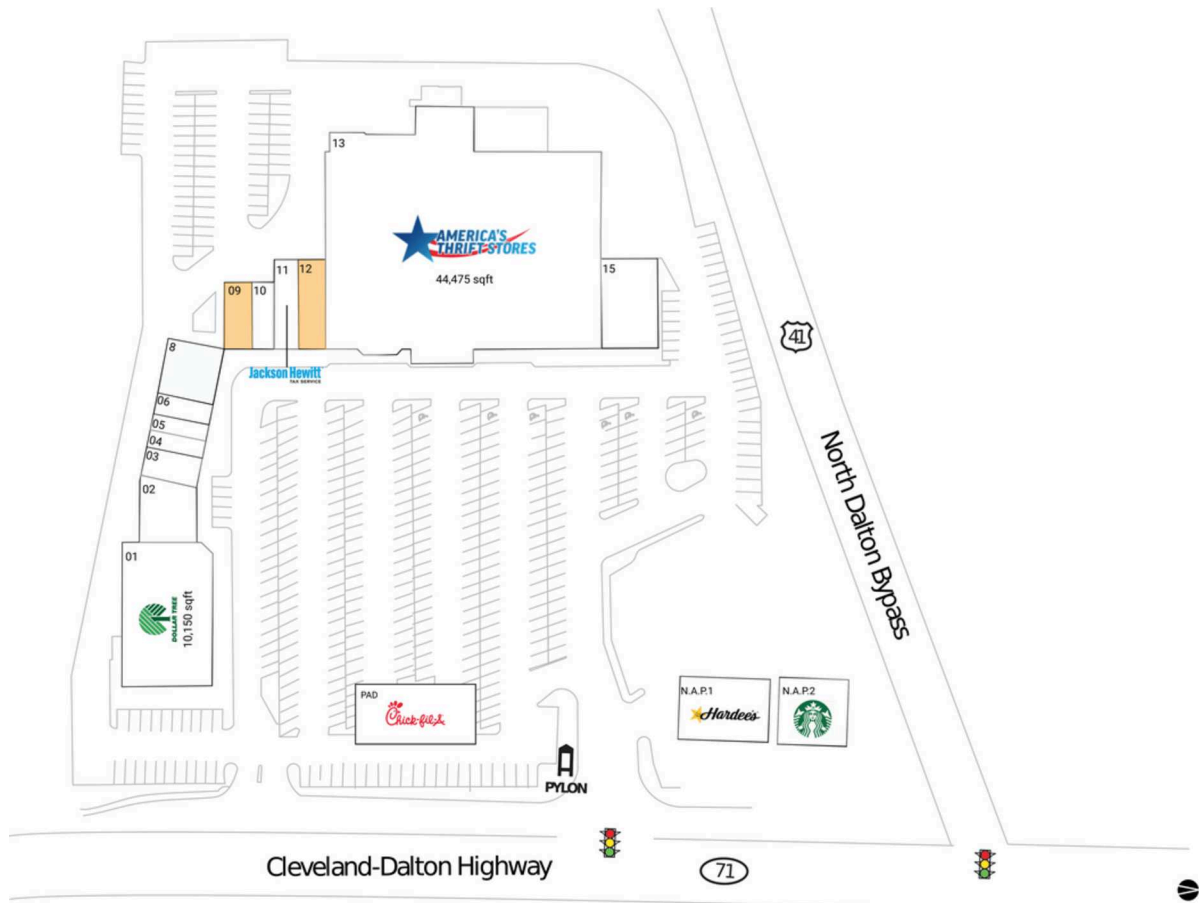 13
AMERICA'S
THRIFT STORES
44,475 sqft
11
12
15
09
10
41
8
Jackson Hewitt
TAX SERVICE
06
05
04
03
02
North Dalton Bypass
01
DOLLAR TREE
10,150 sqft
PAD
Chick-fil-A
N.A.P.1
Hardee's
N.A.P.2
PYLON
Cleveland-Dalton Highway
71